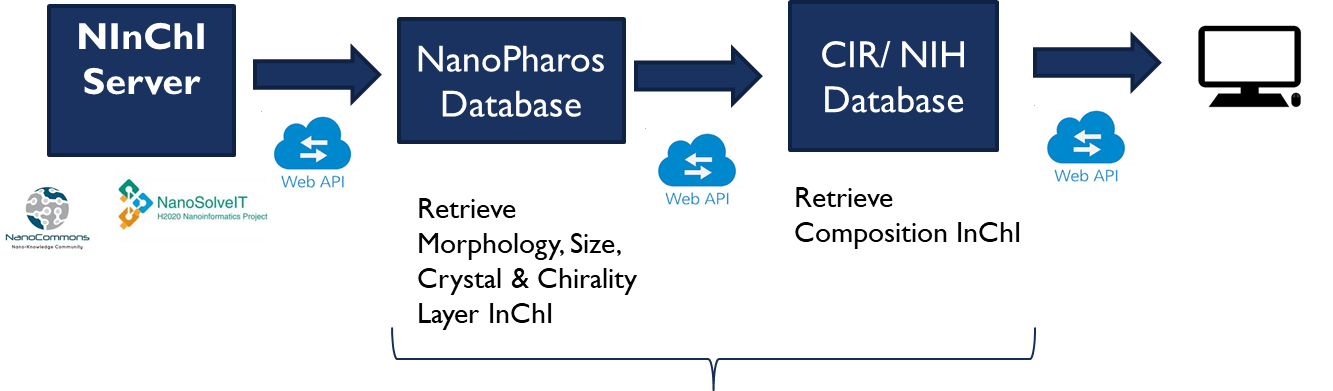 NInChI
Server
NanoPharos
Database
CIR/ NIH
Database
Web API
Web API
Web API
NanoCommons
Nano-Knowledge Community
NanoSolveIT
H2020 Nanoinformatics Project
Retrieve
Morphology, Size,
Crystal & Chirality
Layer InChI
Retrieve
Composition InChI